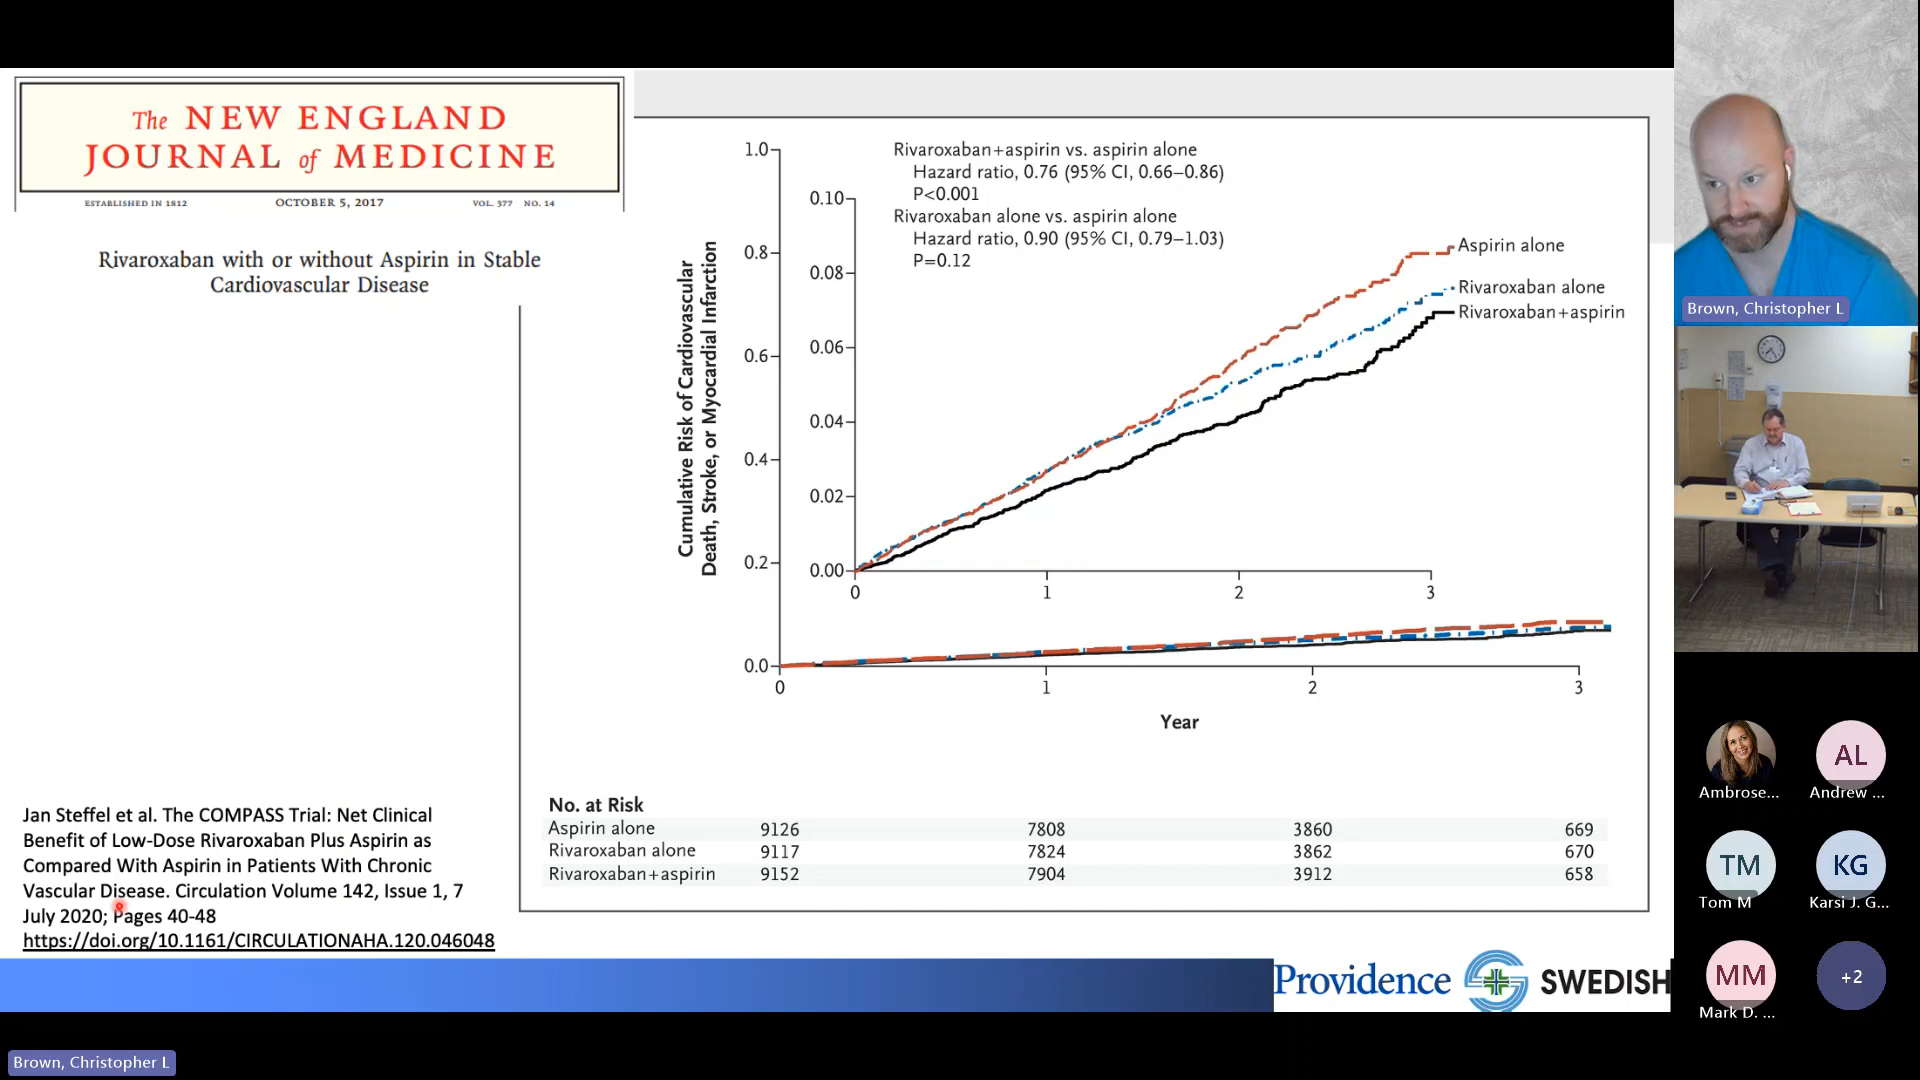 The NEW ENGLAND
JOURNAL of MEDICINE
ESTABLISHED IN 1812 OCTOBER 5, 2017 VOL. 377 NO. 14
Rivaroxaban with or without Aspirin in Stable
Cardiovascular Disease
Jan Steffel et al. The COMPASS Trial: Net Clinical
Benefit of Low-Dose Rivaroxaban Plus Aspirin as
Compared With Aspirin in Patients With Chronic
Vascular Disease. Circulation Volume 142, Issue 1, 7
July 2020; Pages 40-48
https://doi.org/10.1161/CIRCULATIONAHA.120.046048
Cumulative Risk of Cardiovascular
Death, Stroke, or Myocardial Infarction
1.0
0.8
0.6
0.4
0.2
0.0
0.10
0.08
0.06
0.04
0.02
0.00
Rivaroxaban+aspirin vs. aspirin alone
Hazard ratio, 0.76 (95% CI, 0.66–0.86)
P<0.001
Rivaroxaban alone vs. aspirin alone
Hazard ratio, 0.90 (95% CI, 0.79–1.03)
P=0.12
Aspirin alone
Rivaroxaban alone
Rivaroxaban+aspirin
0 1 2 3
0 1 2 3
Year
No. at Risk
Aspirin alone 9126 7808 3860 669
Rivaroxaban alone 9117 7824 3862 670
Rivaroxaban+aspirin 9152 7904 3912 658
Providence SWEDISH
Brown, Christopher L
Brown, Christopher L
Ambrose...
AL
Andrew ...
TM
Tom M
KG
Karsi J. G...
MM
Mark D. ...
+2